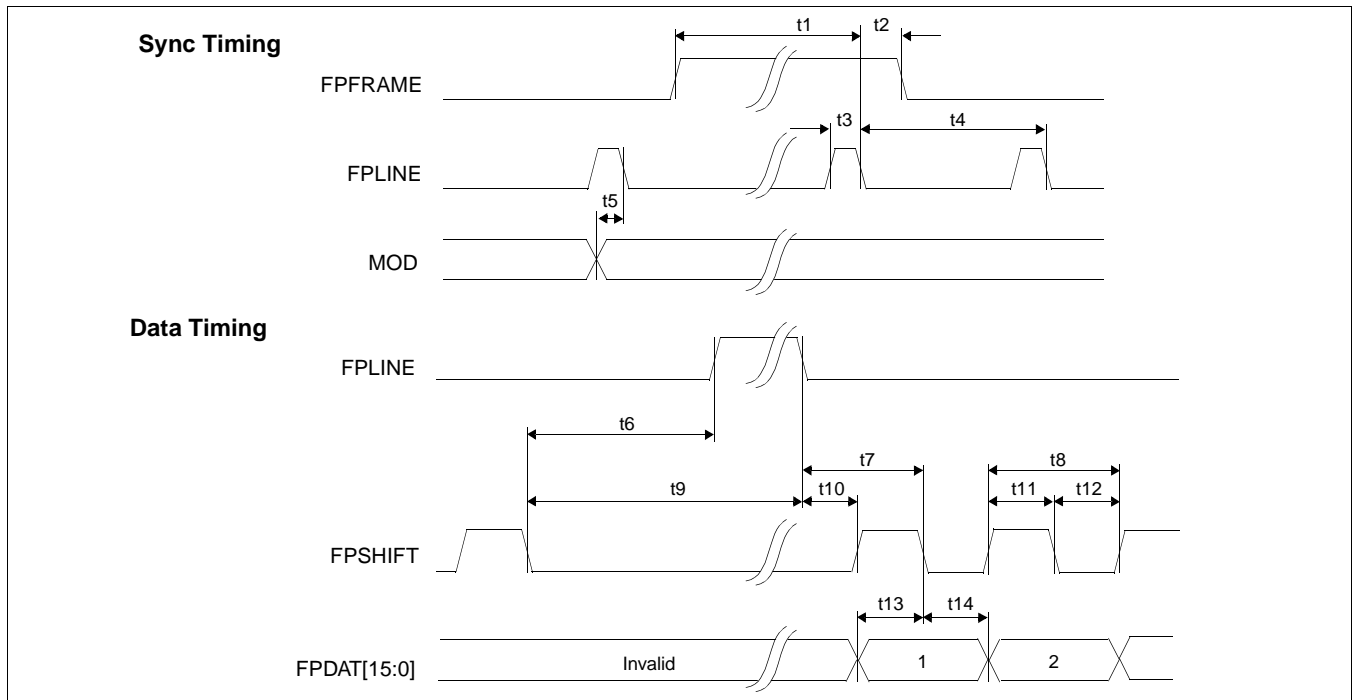 Sync Timing
t1 t2
FPFRAME
t3 t4
FPLINE
t5
MOD
Data Timing
FPLINE
t6
t7 t8
t9 t10 t11 t12
FPSHIFT
t13 t14
FPDAT[15:0] Invalid 1 2